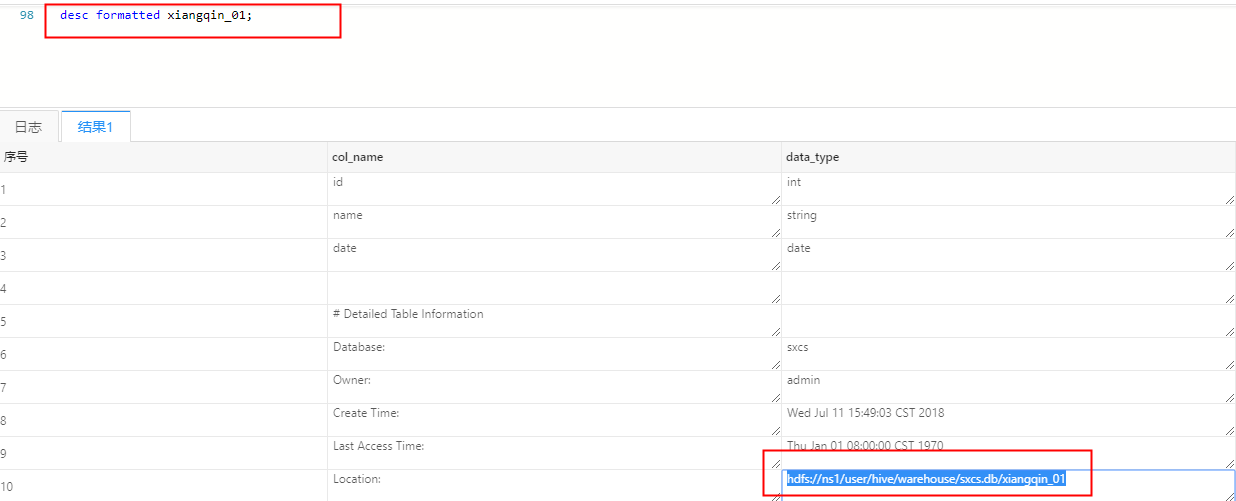 98 desc formatted xiangqin_01;
日志 结果1
序号 col_name data_type
1 id int
2 name string
3 date date
4
5 # Detailed Table Information
6 Database: sxcs
7 Owner: admin
8 Create Time: Wed Jul 11 15:49:03 CST 2018
9 Last Access Time: Thu Jan 01 08:00:00 CST 1970
10 Location: hdfs://ns1/user/hive/warehouse/sxcs.db/xiangqin_01